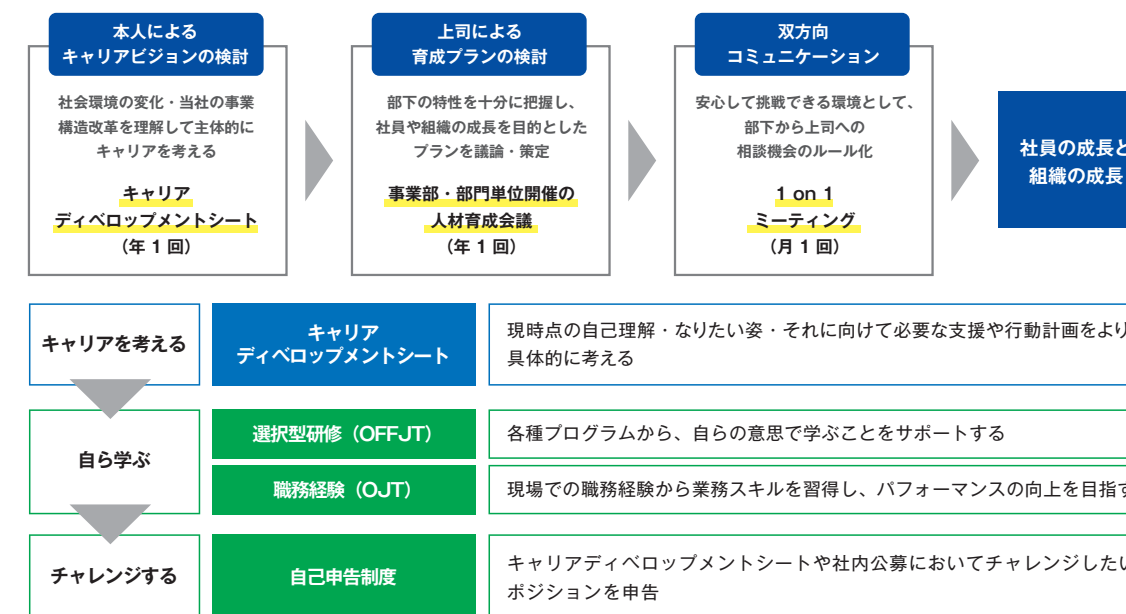 本人による
キャリアビジョンの検討
社会環境の変化・当社の事業
構造改革を理解して主体的に
キャリアを考える
キャリア
ディベロップメントシート
（年 1 回）
上司による
育成プランの検討
部下の特性を十分に把握し、
社員や組織の成長を目的とした
プランを議論・策定
事業部・部門単位開催の
人材育成会議
（年 1 回）
双方向
コミュニケーション
安心して挑戦できる環境として、
部下から上司への
相談機会のルール化
1 on 1
ミーティング
（月 1 回）
社員の成長と
組織の成長
キャリアを考える
キャリア
ディベロップメントシート
現時点の自己理解・なりたい姿・それに向けて必要な支援や行動計画をより
具体的に考える
自ら学ぶ
選択型研修（OFFJT）
各種プログラムから、自らの意思で学ぶことをサポートする
職務経験（OJT）
現場での職務経験から業務スキルを習得し、パフォーマンスの向上を目指す
チャレンジする
自己申告制度
キャリアディベロップメントシートや社内公募においてチャレンジしたい
ポジションを申告